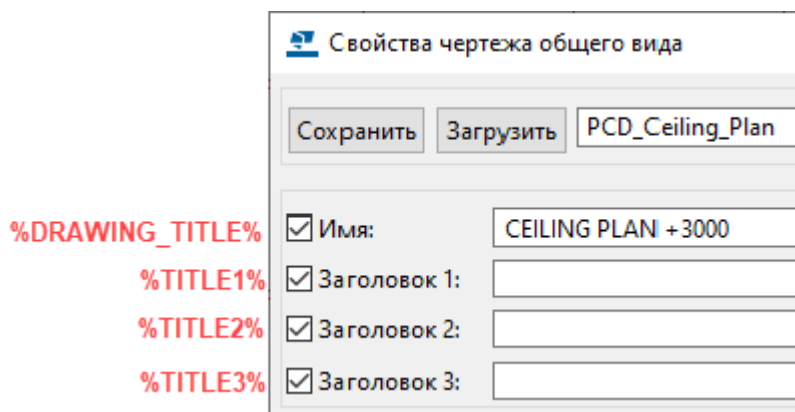 Свойства чертежа общего вида
Сохранить Загрузить PCD_Ceiling_Plan
%DRAWING_TITLE% Имя: CEILING PLAN +3000
%TITLE1% Заголовок 1:
%TITLE2% Заголовок 2:
%TITLE3% Заголовок 3: